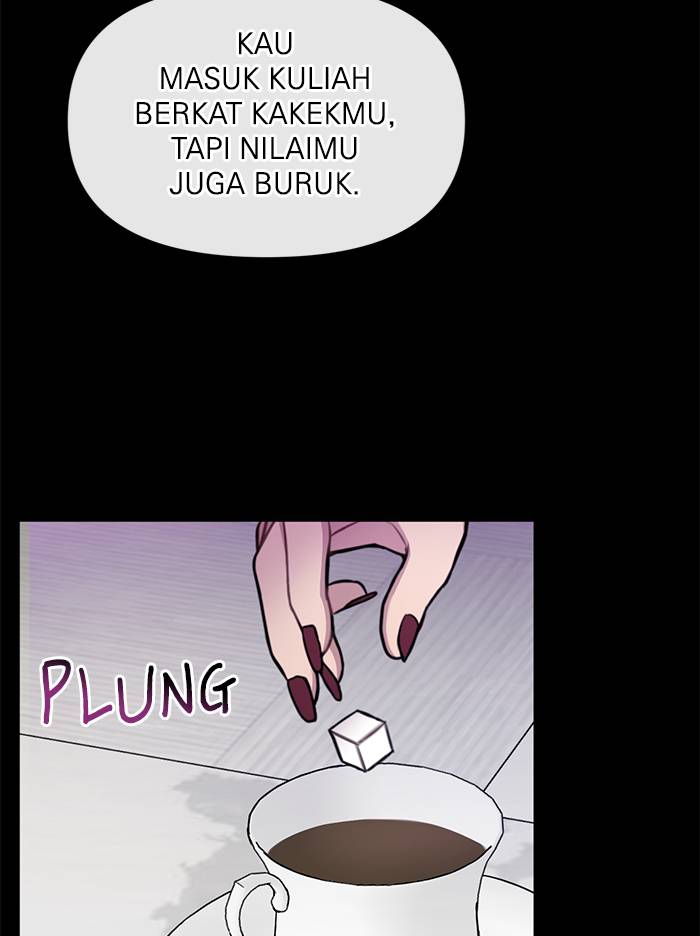 KAU
MASUK KULIAH
BERKAT KAKEKMU,
TAPI NILAIMU
JUGA BURUK.
PLUNG